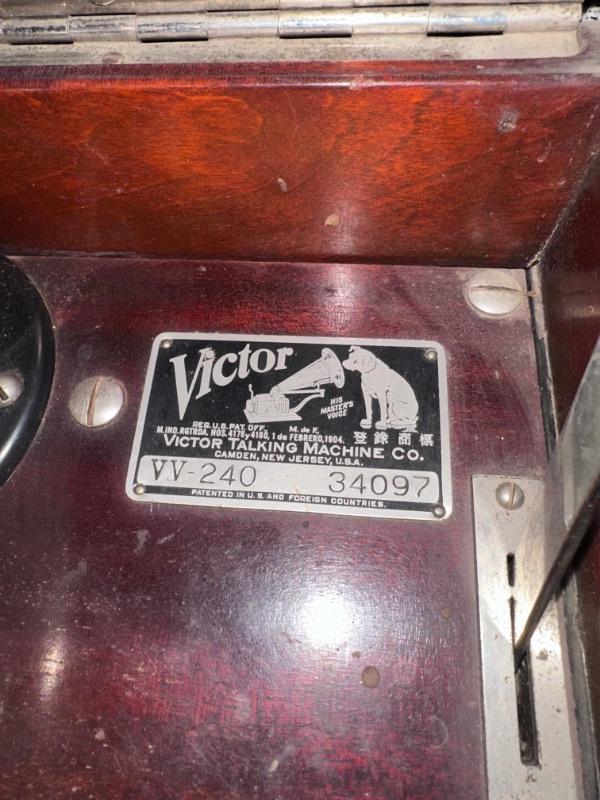 Victor
HIS
MASTER'S
VOICE
REG. U.S. PAT. OFF. M. de F.
M. IND. RGTRDA. NOS. 4179, 4180, 1 de FEBRERO, 1904. 登錄商標
VICTOR TALKING MACHINE CO.
CAMDEN, NEW JERSEY, U.S.A.
VV-240 34097
PATENTED IN U.S. AND FOREIGN COUNTRIES.